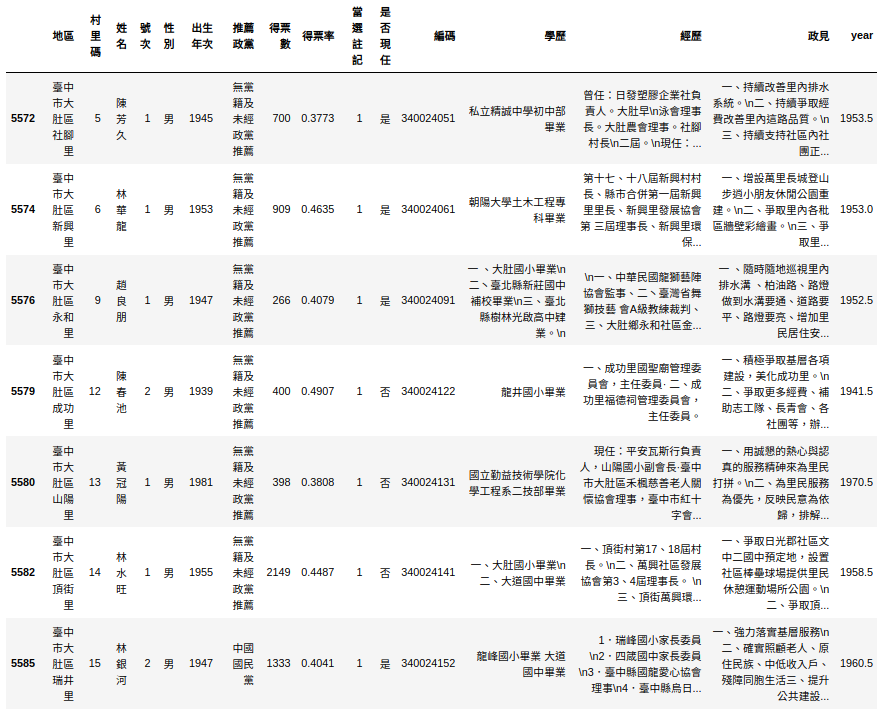 地區 村里碼 姓名 號次 性別 出生年次 推薦政黨 得票數 得票率 當選註記 是否現任 編碼 學歷 經歷 政見 year
5572 臺中市大肚區社腳里 5 陳芳久 1 男 1945 無黨籍及未經政黨推薦 700 0.3773 1 是 340024051 私立精誠中學初中部畢業 曾任：日發塑膠企業社負責人。大肚早\n泳會理事長。大肚農會理事。社腳村長\n二屆。\n現任：... 一、持續改善里內排水系統。\n二、持續爭取經費改善里內道路品質。\n三、持續支持社區內社團正... 1953.5
5574 臺中市大肚區新興里 6 林華龍 1 男 1953 無黨籍及未經政黨推薦 909 0.4635 1 是 340024061 朝陽大學土木工程專科畢業 第十七、十八屆新興村村長、縣市合併第一屆新興里里長、新興里發展協會第 三屆理事長、新興里環保... 一、增設萬里長城登山步道小朋友休閒公園重建。\n二、爭取里內各秕區牆壁彩繪畫。\n三、爭取里... 1953.0
5576 臺中市大肚區永和里 9 趙良朋 1 男 1947 無黨籍及未經政黨推薦 266 0.4079 1 是 340024091 一 、大肚國小畢業\n二丶臺北縣新莊國中補校畢業\n三、臺北縣樹林光啟高中肄業。\n \n一、中華民國龍獅藝陣協會監事、二丶臺灣省舞獅技藝 會A級教練裁判、三、大肚鄉永和社區金... 一 、隨時隨地巡視里內排水溝 、柏油路、路燈做到水溝要通、道路要平、路燈要亮、增加里民居住安... 1952.5
5579 臺中市大肚區成功里 12 陳春池 2 男 1939 無黨籍及未經政黨推薦 400 0.4907 1 否 340024122 龍井國小畢業 一、成功里國聖廟管理委員會，主任委員· 二、成功里福德祠管理委員會，主任委員。 一、積極爭取基層各項建設，美化成功里。\n二、爭取更多經費、補助志工隊、長青會、各社團等，辦... 1941.5
5580 臺中市大肚區山陽里 13 黃冠陽 1 男 1981 無黨籍及未經政黨推薦 398 0.3808 1 否 340024131 國立勤益技術學院化學工程系二技部畢業 現任：平安瓦斯行負責人，山陽國小副會長·臺中市大肚區禾楓慈善老人關懷協會理事，臺中市紅十字會... 一、用誠懇的熱心與認真的服務精砷來為里民打拼。\n二、為里民服務為優先，反映民意為依歸，排解... 1970.5
5582 臺中市大肚區頂街里 14 林水旺 1 男 1955 無黨籍及未經政黨推薦 2149 0.4487 1 否 340024141 一、大肚國小畢業\n二、大道國中畢業 一、頂街村第17、18屆村長。\n二、萬興社區發展協會第3、4屆理事長。 \n三、頂街萬興環... 一、爭取日光郡社區文中二國中預定地，設置社區棒壘球場提供里民休憩運動場所公園。\n二、爭取頂... 1958.5
5585 臺中市大肚區瑞井里 15 林銀河 2 男 1947 中國國民黨 1333 0.4041 1 是 340024152 龍峰國小畢業 大道國中畢業 1．瑞峰國小家長委員\n2．四箴國中家長委員\n3．臺中縣國龍愛心協會理事\n4．臺中縣烏日... 一、強力落實基層服務\n二、確實照顧老人、原住民族、中低收入戶、殘障同胞生活三、提升公共建設... 1960.5